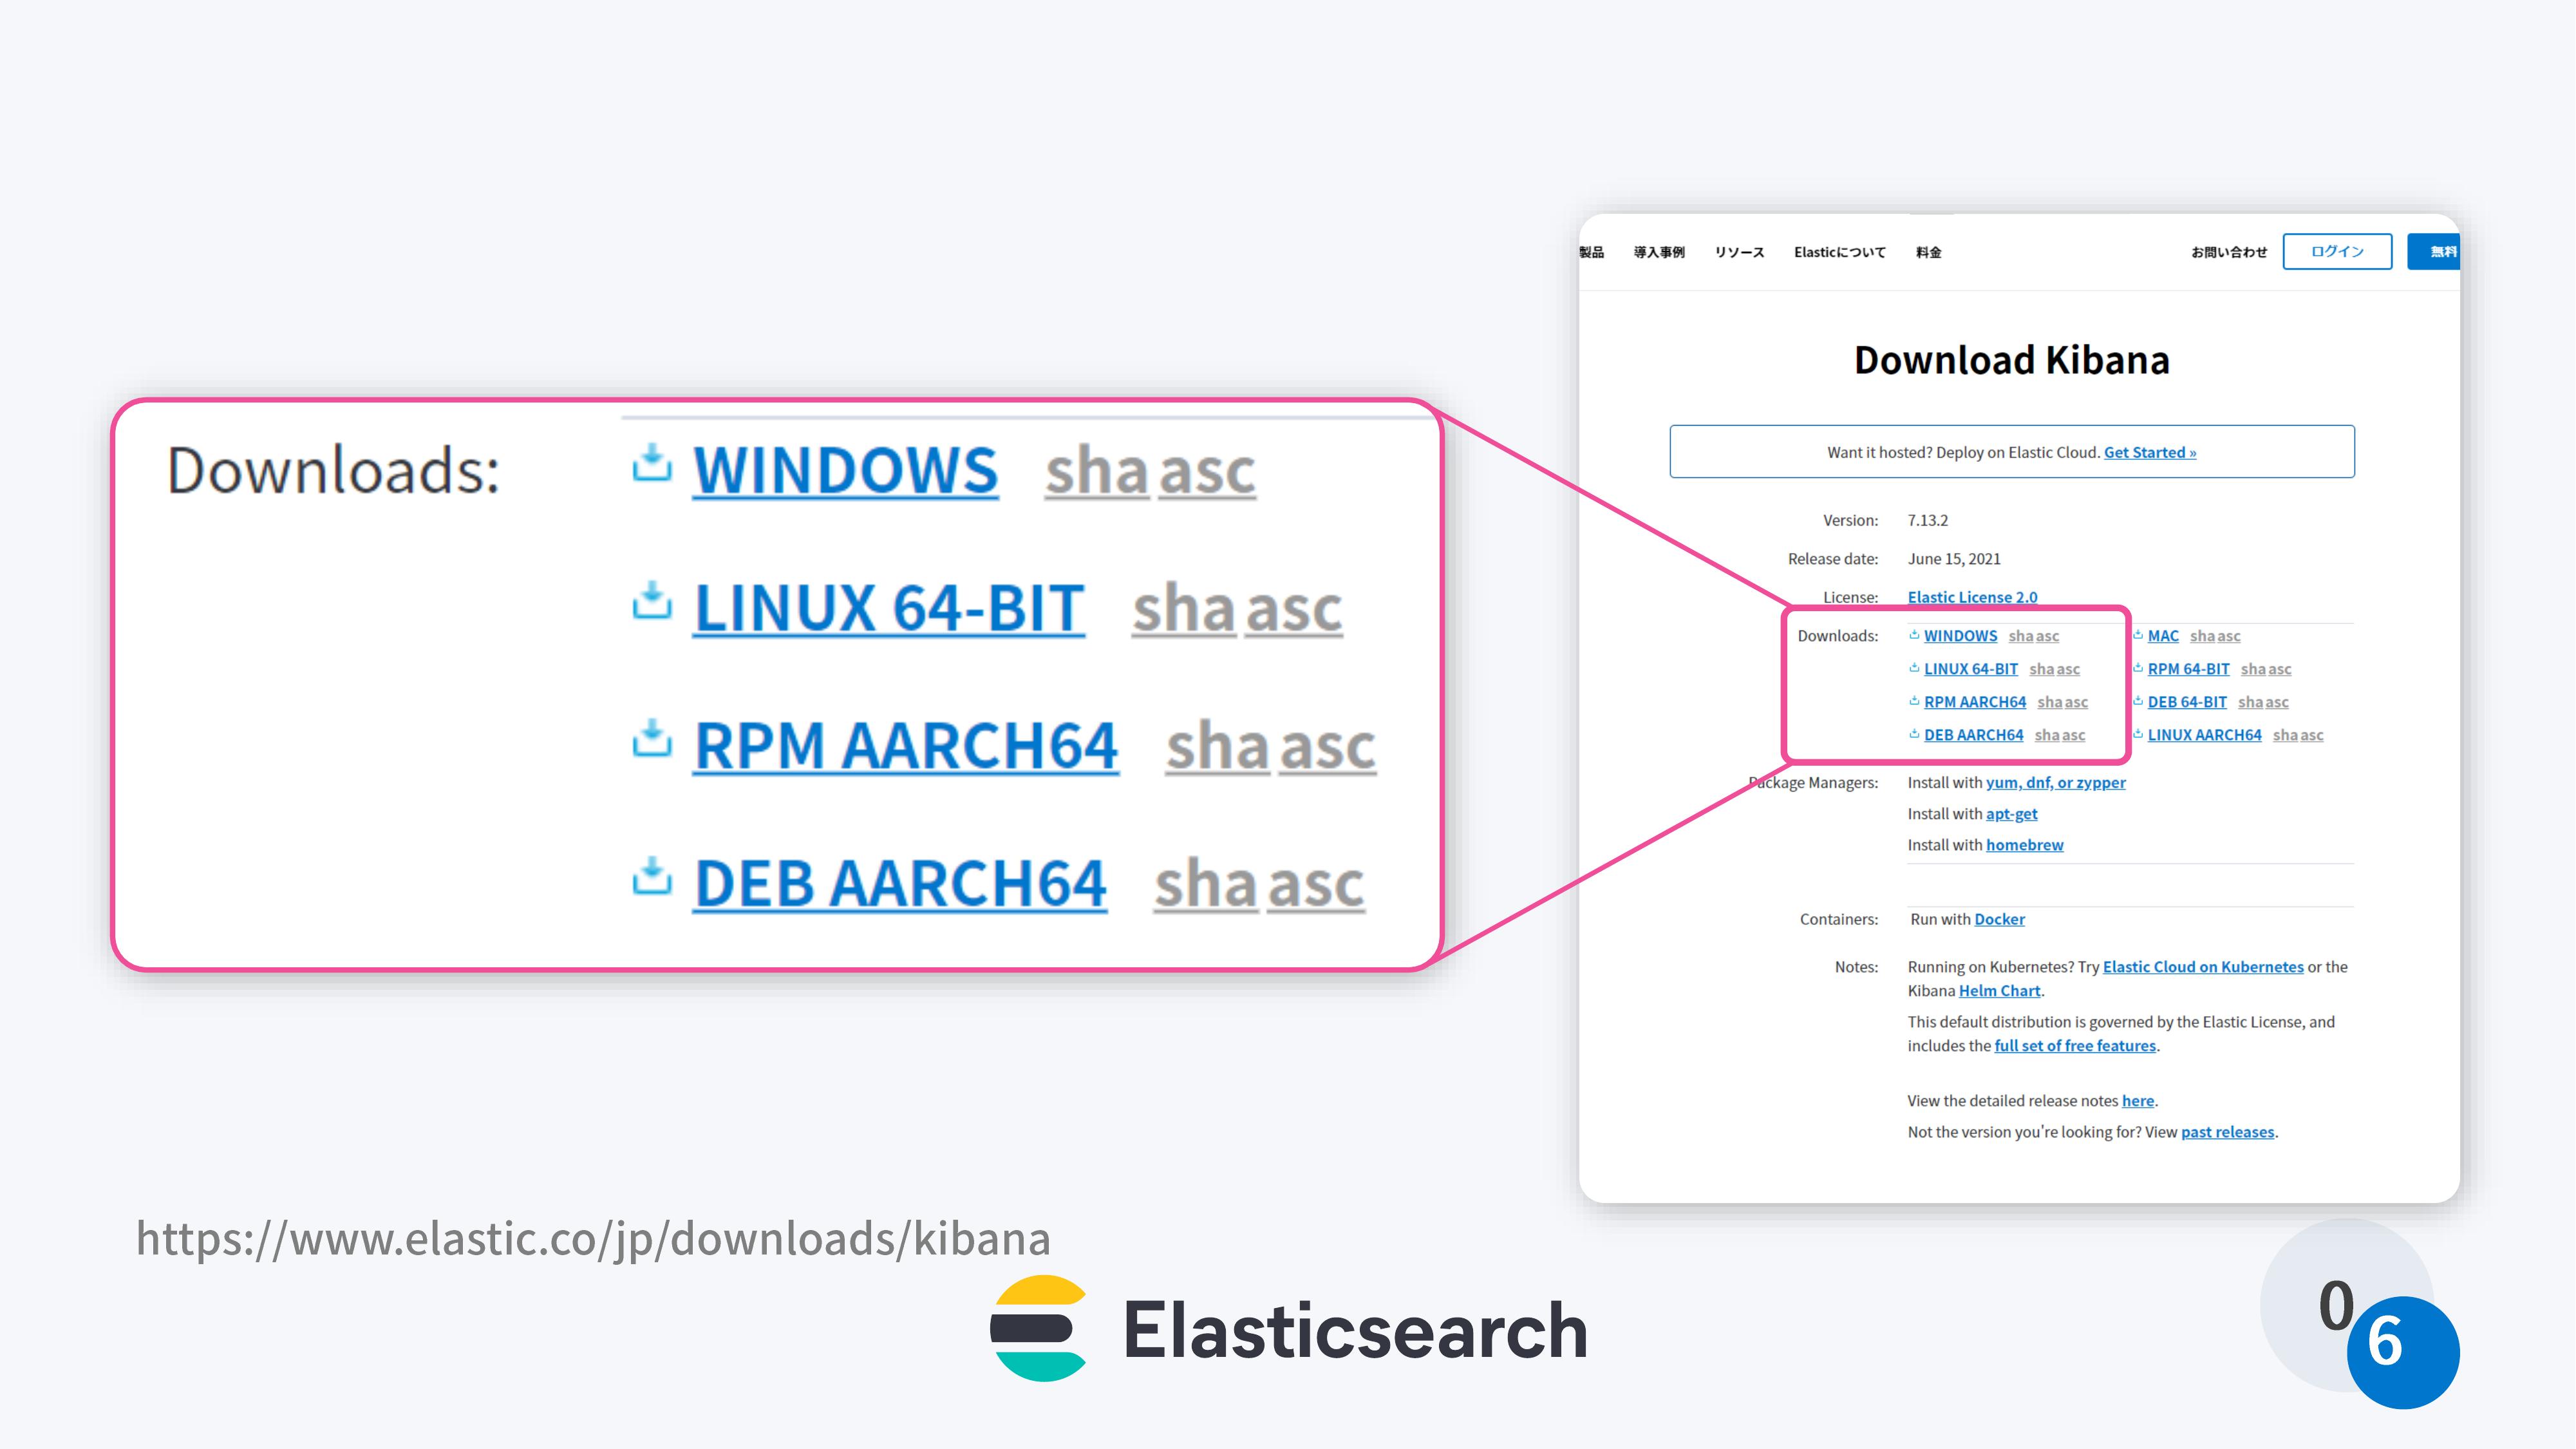 Downloads:
WINDOWS sha asc
LINUX 64-BIT sha asc
RPM AARCH64 sha asc
DEB AARCH64 sha asc
製品 導入事例 リソース Elasticについて 料金 お問い合わせ ログイン 無料
Download Kibana
Want it hosted? Deploy on Elastic Cloud. Get Started »
Version: 7.13.2
Release date: June 15, 2021
License: Elastic License 2.0
Downloads: WINDOWS sha asc MAC sha asc
LINUX 64-BIT sha asc RPM 64-BIT sha asc
RPM AARCH64 sha asc DEB 64-BIT sha asc
DEB AARCH64 sha asc LINUX AARCH64 sha asc
Package Managers: Install with yum, dnf, or zypper
Install with apt-get
Install with homebrew
Containers: Run with Docker
Notes: Running on Kubernetes? Try Elastic Cloud on Kubernetes or the
Kibana Helm Chart.
This default distribution is governed by the Elastic License, and
includes the full set of free features.
View the detailed release notes here.
Not the version you're looking for? View past releases.
https://www.elastic.co/jp/downloads/kibana
Elasticsearch
06